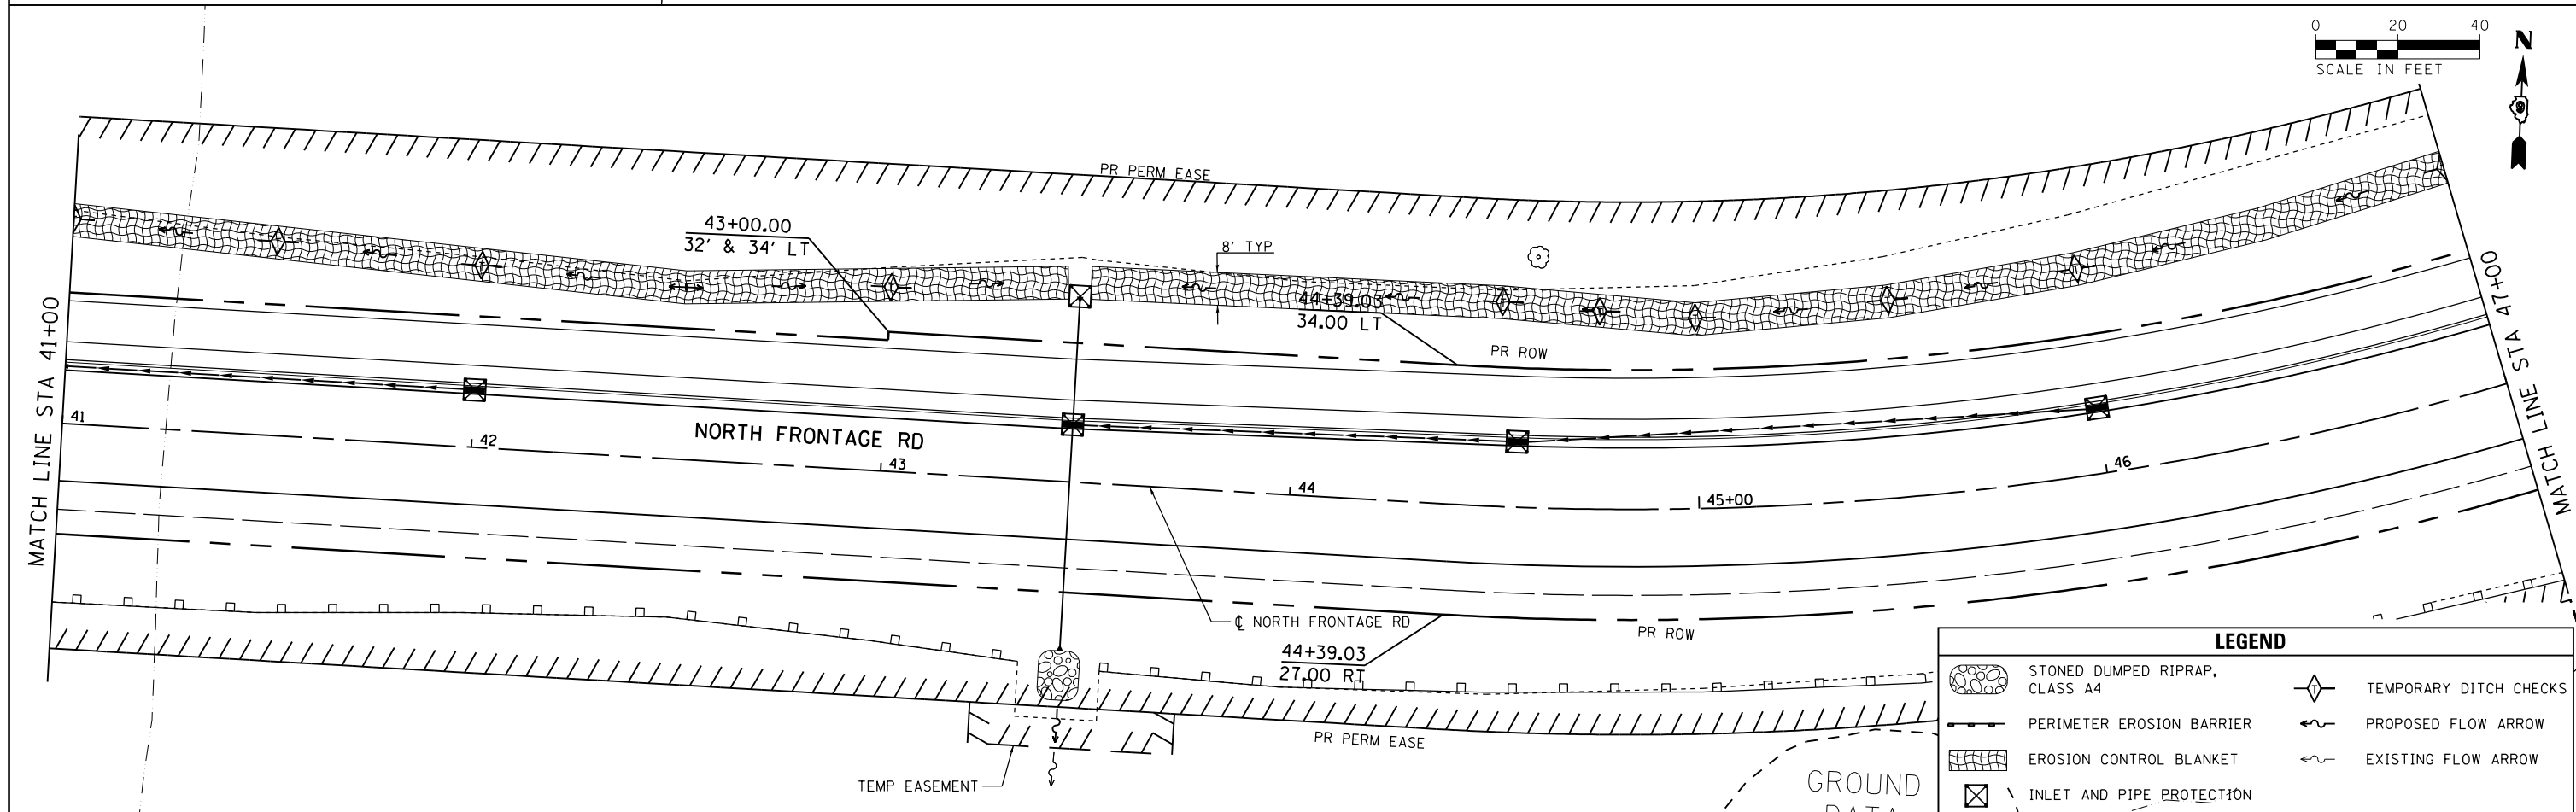 0 20 40
SCALE IN FEET
N
PR PERM EASE
43+00.00
32' & 34' LT
8' TYP
44+39.03
34.00 LT
PR ROW
MATCH LINE STA 41+00
MATCH LINE STA 47+00
41
42
43
44
45+00
46
NORTH FRONTAGE RD
℄ NORTH FRONTAGE RD
44+39.03
27.00 RT
PR ROW
PR PERM EASE
TEMP EASEMENT
GROUND
DATA
LEGEND
STONED DUMPED RIPRAP,
CLASS A4
PERIMETER EROSION BARRIER
EROSION CONTROL BLANKET
INLET AND PIPE PROTECTION
TEMPORARY DITCH CHECKS
PROPOSED FLOW ARROW
EXISTING FLOW ARROW